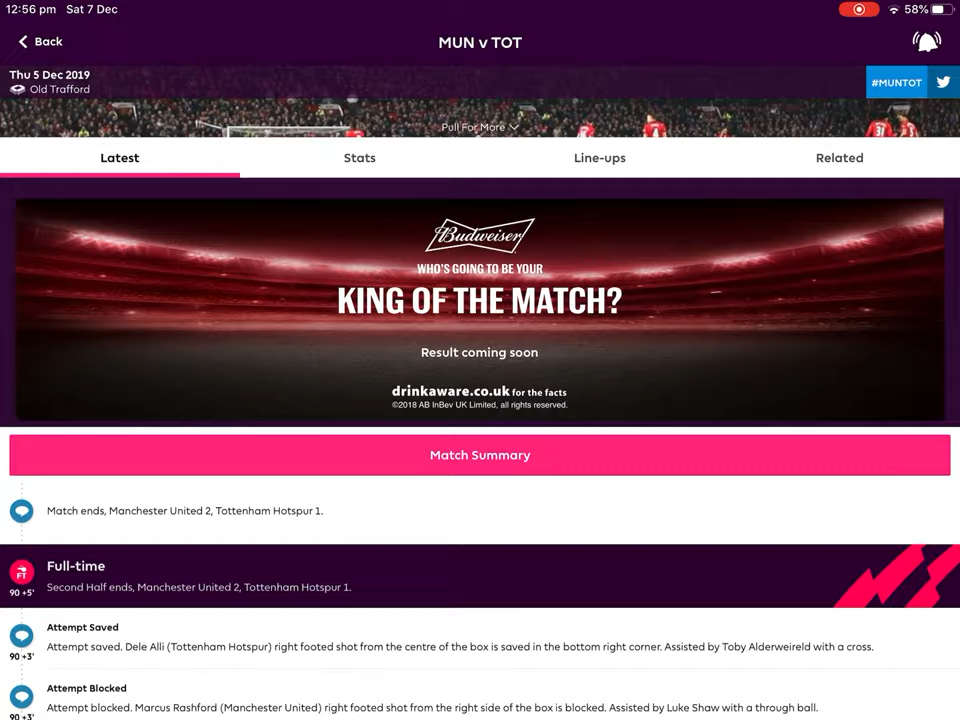 12:56 pm Sat 7 Dec 58%
Back
MUN v TOT
Thu 5 Dec 2019
Old Trafford
#MUNTOT
Pull For More
Latest Stats Line-ups Related
Budweiser
WHO'S GOING TO BE YOUR
KING OF THE MATCH?
Result coming soon
drinkaware.co.uk for the facts
©2018 AB InBev UK Limited, all rights reserved.
Match Summary
Match ends, Manchester United 2, Tottenham Hotspur 1.
FT
90 +5'
Full-time
Second Half ends, Manchester United 2, Tottenham Hotspur 1.
Attempt Saved
90 +3'
Attempt saved. Dele Alli (Tottenham Hotspur) right footed shot from the centre of the box is saved in the bottom right corner. Assisted by Toby Alderweireld with a cross.
Attempt Blocked
90 +3'
Attempt blocked. Marcus Rashford (Manchester United) right footed shot from the right side of the box is blocked. Assisted by Luke Shaw with a through ball.